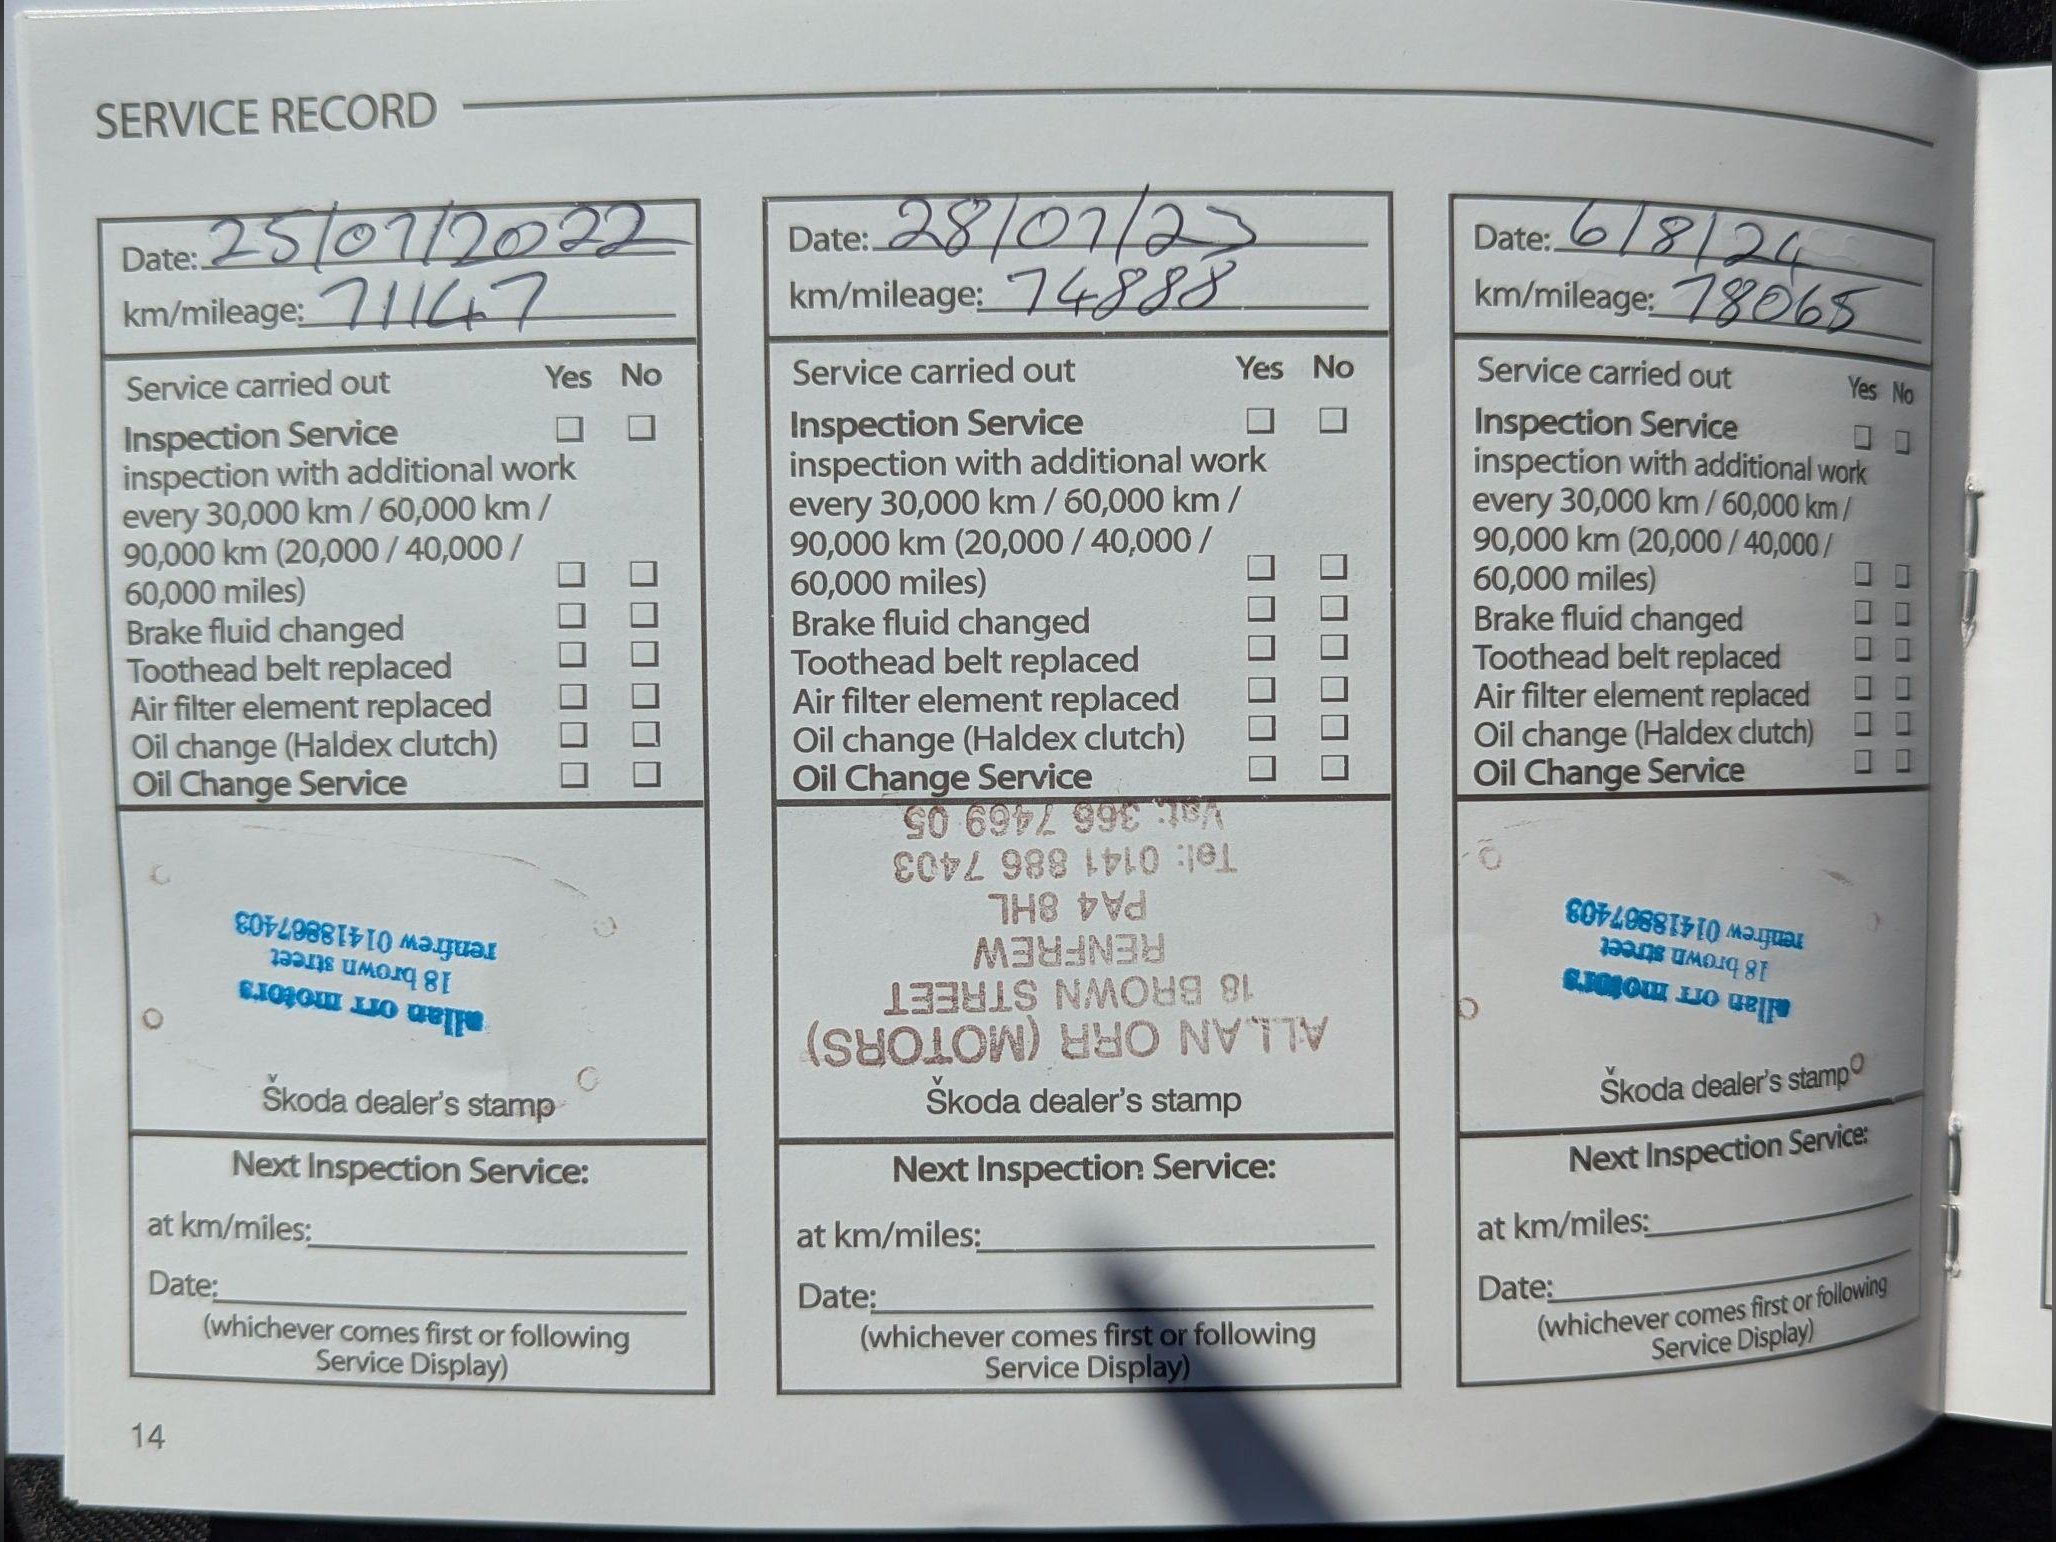 SERVICE RECORD
Date: 25/07/2022
km/mileage: 71147
Service carried out Yes No
Inspection Service
inspection with additional work
every 30,000 km / 60,000 km /
90,000 km (20,000 / 40,000 /
60,000 miles)
Brake fluid changed
Toothead belt replaced
Air filter element replaced
Oil change (Haldex clutch)
Oil Change Service
allan orr motors
18 brown street
renfrew 01418867403
Škoda dealer's stamp
Next Inspection Service:
at km/miles:
Date:
(whichever comes first or following
Service Display)
Date: 28/07/23
km/mileage: 74888
Service carried out Yes No
Inspection Service
inspection with additional work
every 30,000 km / 60,000 km /
90,000 km (20,000 / 40,000 /
60,000 miles)
Brake fluid changed
Toothead belt replaced
Air filter element replaced
Oil change (Haldex clutch)
Oil Change Service
ALLAN ORR (MOTORS)
18 BROWN STREET
RENFREW
PA4 8HL
Tel: 0141 886 7403
Vat: 366 7469 05
Škoda dealer's stamp
Next Inspection Service:
at km/miles:
Date:
(whichever comes first or following
Service Display)
Date: 6/8/24
km/mileage: 78065
Service carried out Yes No
Inspection Service
inspection with additional work
every 30,000 km / 60,000 km /
90,000 km (20,000 / 40,000 /
60,000 miles)
Brake fluid changed
Toothead belt replaced
Air filter element replaced
Oil change (Haldex clutch)
Oil Change Service
allan orr motors
18 brown street
renfrew 01418867403
Škoda dealer's stamp
Next Inspection Service:
at km/miles:
Date:
(whichever comes first or following
Service Display)
14